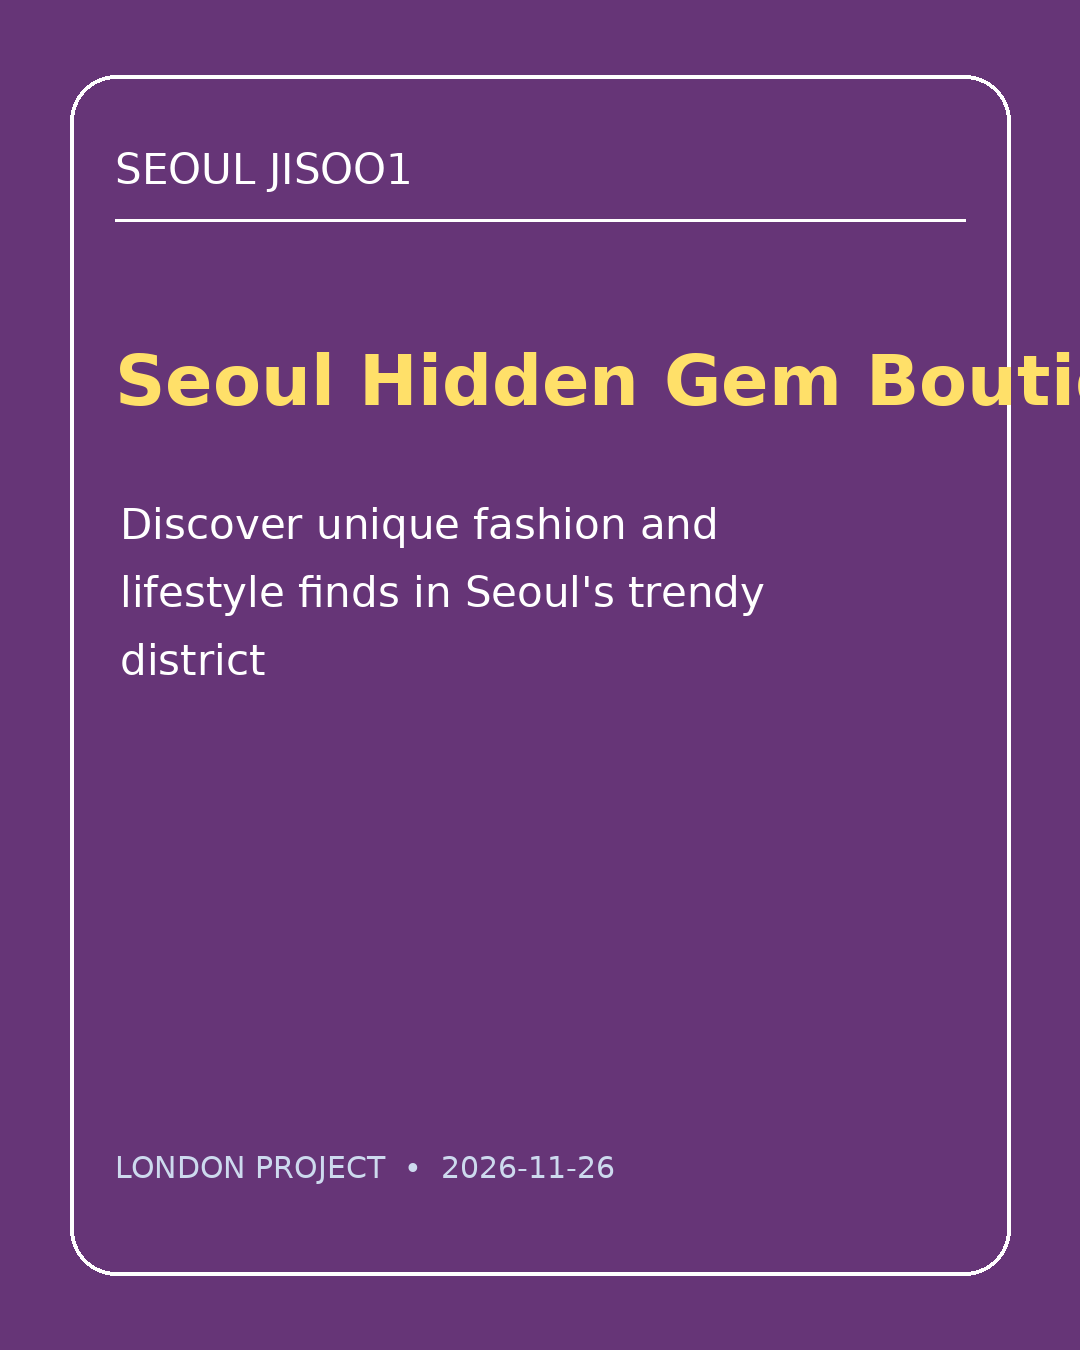 SEOUL JISOO1
Seoul Hidden Gem Bouti
Discover unique fashion and
lifestyle finds in Seoul's trendy
district
LONDON PROJECT • 2026-11-26